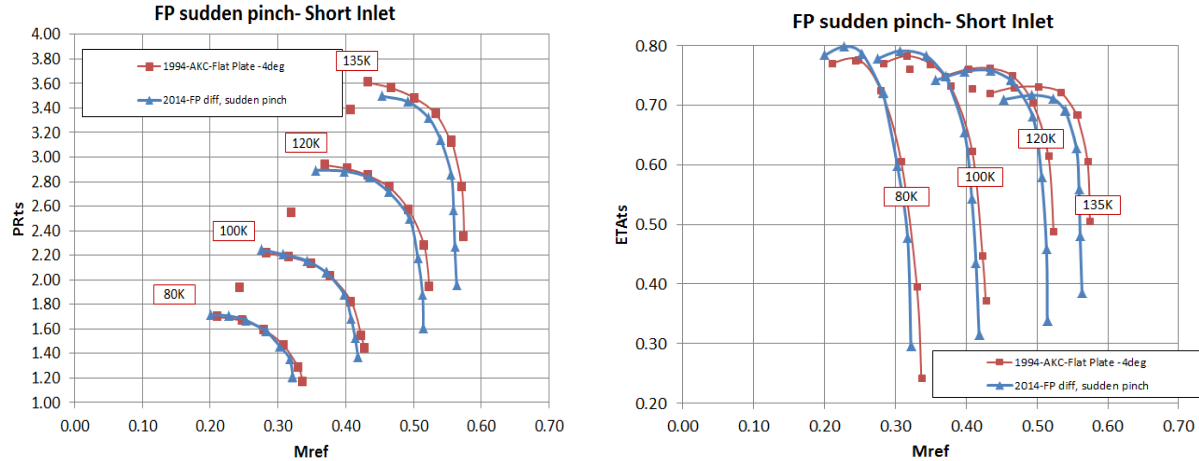 FP sudden pinch- Short Inlet
4.00
3.80
3.60
3.40
3.20
3.00
2.80
2.60
2.40
2.20
2.00
1.80
1.60
1.40
1.20
1.00
PRts
1994-AKC-Flat Plate -4deg
2014-FP diff, sudden pinch
135K
120K
100K
80K
0.00 0.10 0.20 0.30 0.40 0.50 0.60 0.70
Mref
FP sudden pinch- Short Inlet
0.80
0.70
0.60
0.50
0.40
0.30
0.20
ETAts
120K
100K
80K
135K
1994-AKC-Flat Plate -4deg
2014-FP diff, sudden pinch
0.00 0.10 0.20 0.30 0.40 0.50 0.60 0.70
Mref